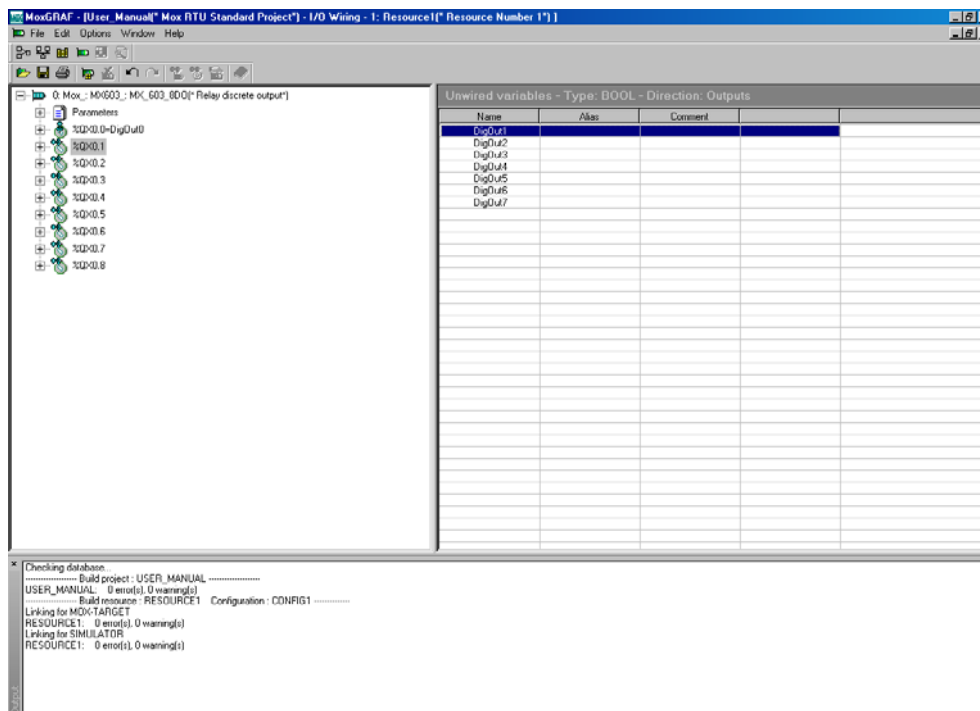 MoxGRAF - [User_Manual(* Mox RTU Standard Project*) - I/O Wiring - 1: Resource1(* Resource Number 1*) ]
File Edit Options Window Help
0: Mox_: MX603_: MX_603_8DO(* Relay discrete output*)
Parameters
%QX0.0=DigOut0
%QX0.1
%QX0.2
%QX0.3
%QX0.4
%QX0.5
%QX0.6
%QX0.7
%QX0.8
Unwired variables - Type: BOOL - Direction: Outputs
Name Alias Comment
DigOut1
DigOut2
DigOut3
DigOut4
DigOut5
DigOut6
DigOut7
Checking database...
------------------- Build project : USER_MANUAL -------------------
USER_MANUAL: 0 error(s), 0 warning(s)
------------------- Build resource : RESOURCE1 Configuration : CONFIG1 -------------
Linking for MOX-TARGET
RESOURCE1: 0 error(s), 0 warning(s)
Linking for SIMULATOR
RESOURCE1: 0 error(s), 0 warning(s)
Output